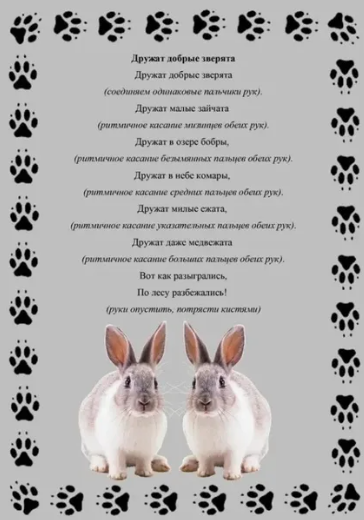 Дружат добрые зверята
Дружат добрые зверята
(соединяем одинаковые пальчики рук).
Дружат малые зайчата
(ритмичное касание мизинцев обеих рук).
Дружат в озере бобры,
(ритмичное касание безымянных пальцев обеих рук).
Дружат в небе комары,
(ритмичное касание средних пальцев обеих рук).
Дружат милые ежата,
(ритмичное касание указательных пальцев обеих рук).
Дружат даже медвежата
(ритмичное касание больших пальцев обеих рук).
Вот как разыгрались,
По лесу разбежались!
(руки опустить, потрясти кистями)